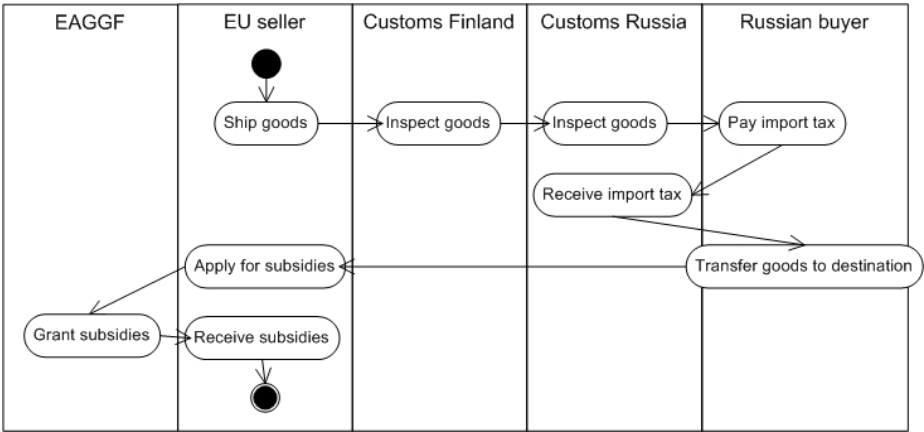 EAGGF
EU seller
Customs Finland
Customs Russia
Russian buyer
Ship goods
Inspect goods
Inspect goods
Pay import tax
Receive import tax
Apply for subsidies
Transfer goods to destination
Grant subsidies
Receive subsidies